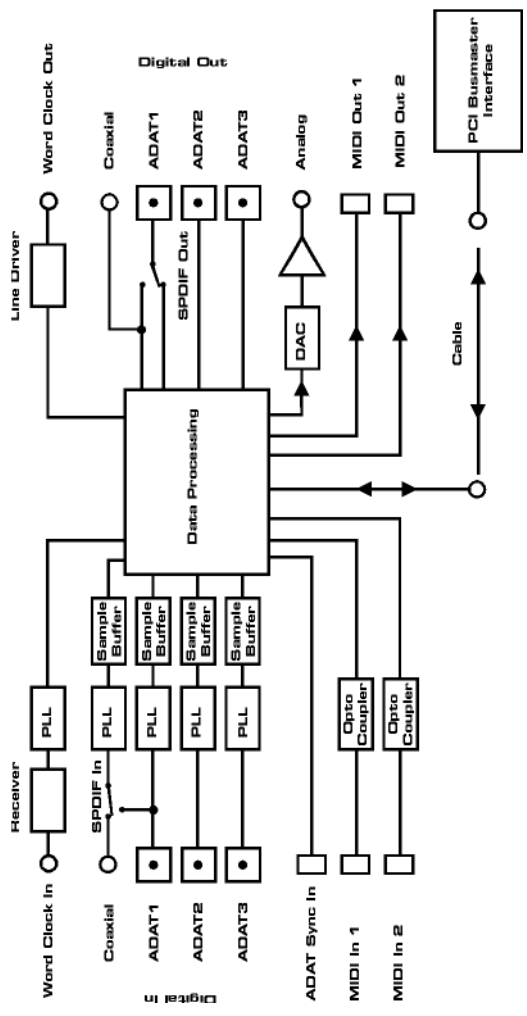 Word Clock In
Receiver
PLL
Line Driver
Word Clock Out
Digital In
Coaxial
SPDIF In
PLL
Sample
Buffer
Coaxial
Digital Out
ADAT1
PLL
Sample
Buffer
ADAT1
ADAT2
PLL
Sample
Buffer
SPDIF Out
ADAT2
ADAT3
PLL
Sample
Buffer
ADAT3
Data Processing
ADAT Sync In
DAC
Analog
MIDI In 1
Opto
Coupler
MIDI Out 1
MIDI In 2
Opto
Coupler
MIDI Out 2
Cable
PCI Busmaster
Interface